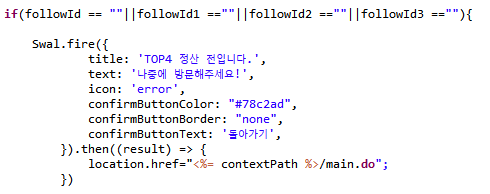 if(followId == ""||followId1 ==""||followId2 ==""||followId3 ==""){
Swal.fire({
title: 'TOP4 정산 전입니다.',
text: '나중에 방문해주세요!',
icon: 'error',
confirmButtonColor: "#78c2ad",
confirmButtonBorder: "none",
confirmButtonText: '돌아가기',
}).then((result) => {
location.href="<%= contextPath %>/main.do";
})